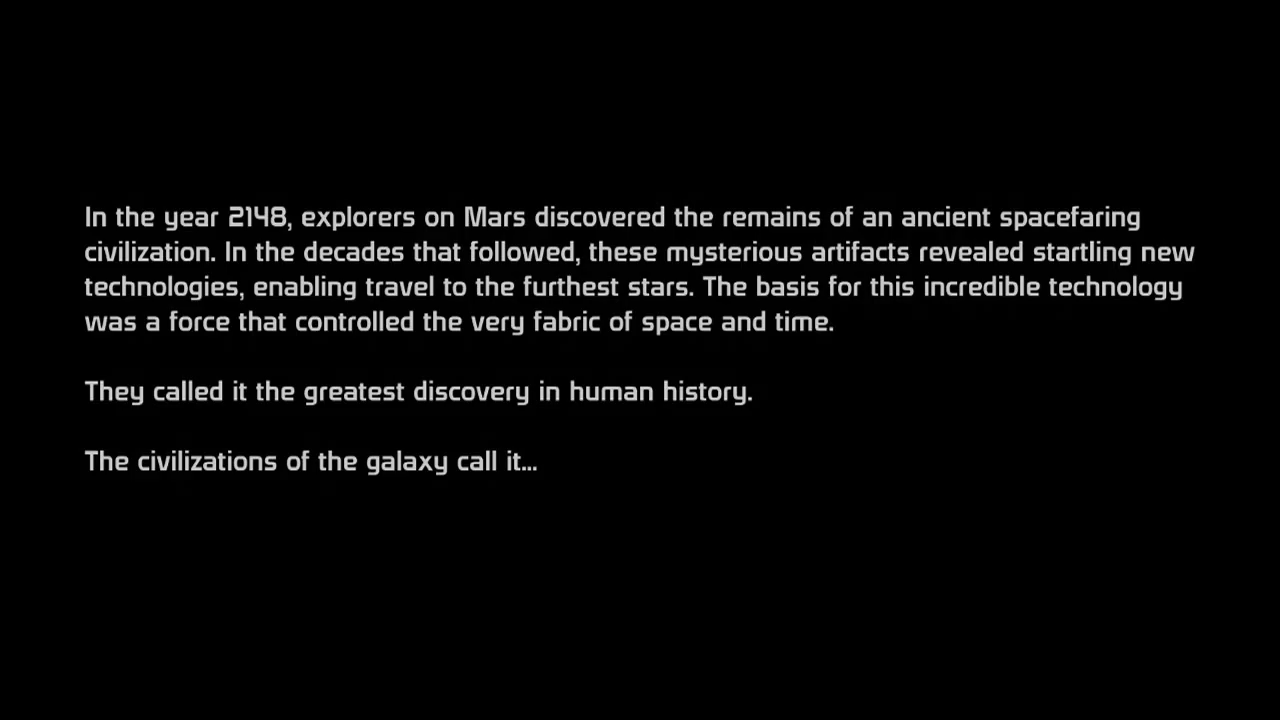 In the year 2148, explorers on Mars discovered the remains of an ancient spacefaring
civilization. In the decades that followed, these mysterious artifacts revealed startling new
technologies, enabling travel to the furthest stars. The basis for this incredible technology
was a force that controlled the very fabric of space and time.
They called it the greatest discovery in human history.
The civilizations of the galaxy call it...